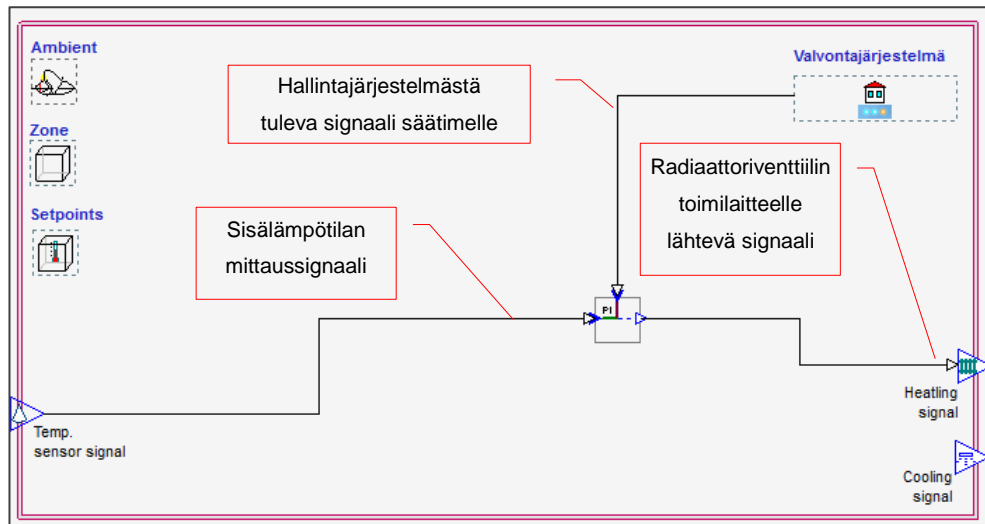 Ambient
Valvontajärjestelmä
Hallintajärjestelmästä
tuleva signaali säätimelle
Zone
Radiaattoriventtiilin
toimilaitteelle
lähtevä signaali
Setpoints
Sisälämpötilan
mittaussignaali
PI
Heatling
signal
Temp.
sensor signal
Cooling
signal